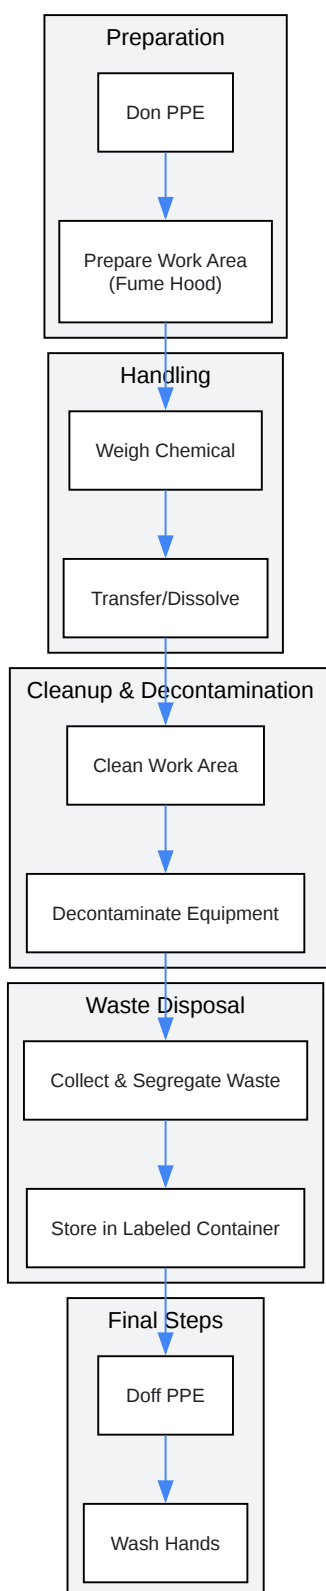 Preparation
Don PPE
Prepare Work Area
(Fume Hood)
Handling
Weigh Chemical
Transfer/Dissolve
Cleanup & Decontamination
Clean Work Area
Decontaminate Equipment
Waste Disposal
Collect & Segregate Waste
Store in Labeled Container
Final Steps
Doff PPE
Wash Hands